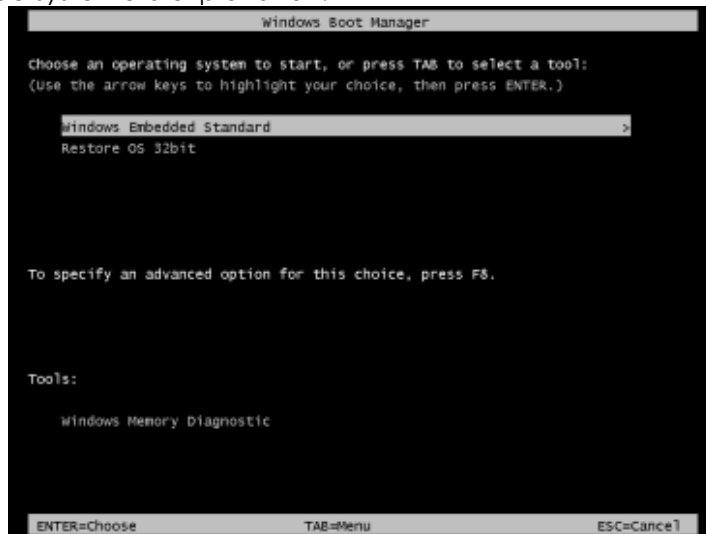 Windows Boot Manager
Choose an operating system to start, or press TAB to select a tool:
(Use the arrow keys to highlight your choice, then press ENTER.)
Windows Embedded Standard >
Restore OS 32bit
To specify an advanced option for this choice, press F8.
Tools:
Windows Memory Diagnostic
ENTER=Choose TAB=Menu ESC=Cancel